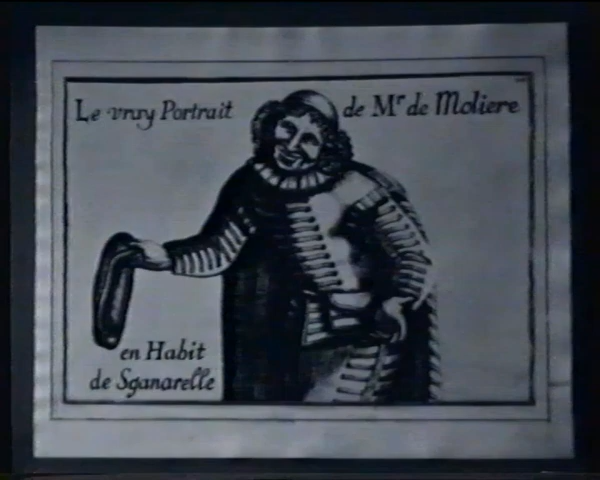 Le vray Portrait de Mr de Moliere
en Habit
de Sganarelle